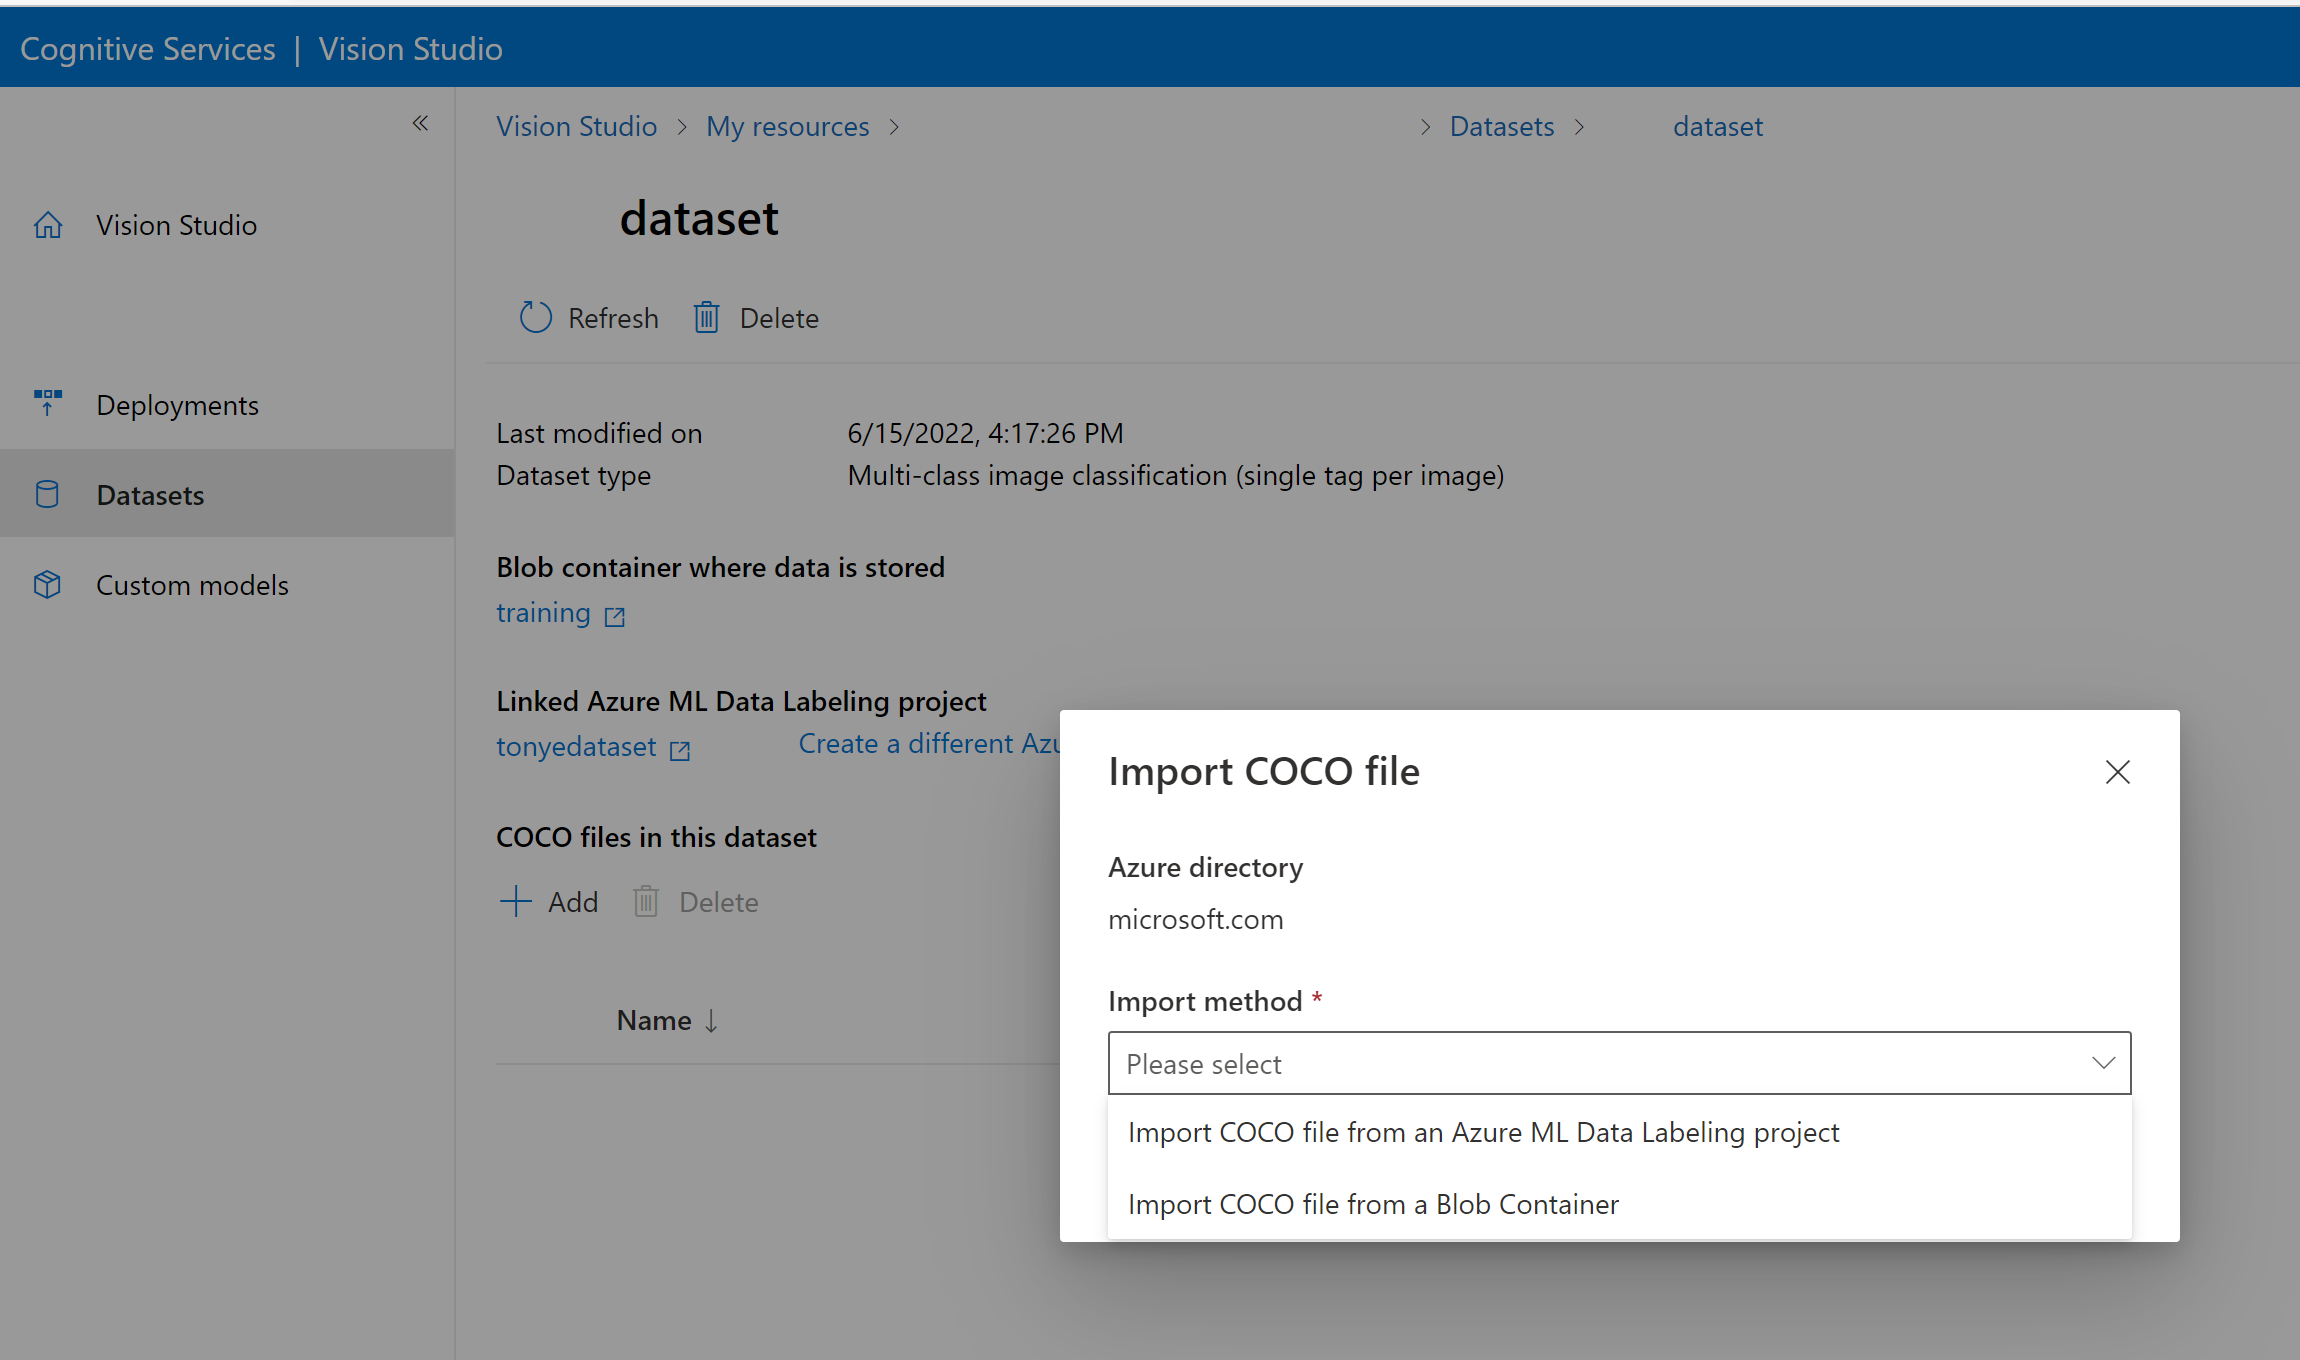 Cognitive Services | Vision Studio
Vision Studio > My resources > > Datasets > dataset
Vision Studio
Deployments
Datasets
Custom models
dataset
Refresh Delete
Last modified on 6/15/2022, 4:17:26 PM
Dataset type Multi-class image classification (single tag per image)
Blob container where data is stored
training
Linked Azure ML Data Labeling project
tonyedataset Create a different Azu
COCO files in this dataset
Add Delete
Name ↓
Import COCO file
Azure directory
microsoft.com
Import method *
Please select
Import COCO file from an Azure ML Data Labeling project
Import COCO file from a Blob Container